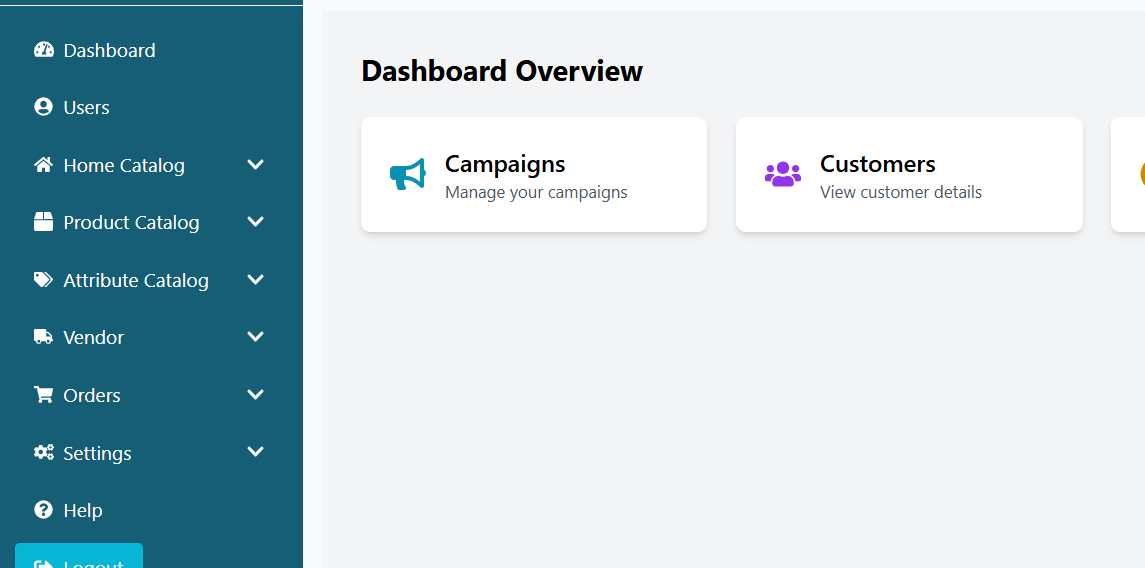 Dashboard
Users
Home Catalog
Product Catalog
Attribute Catalog
Vendor
Orders
Settings
Help
Logout
Dashboard Overview
Campaigns
Manage your campaigns
Customers
View customer details